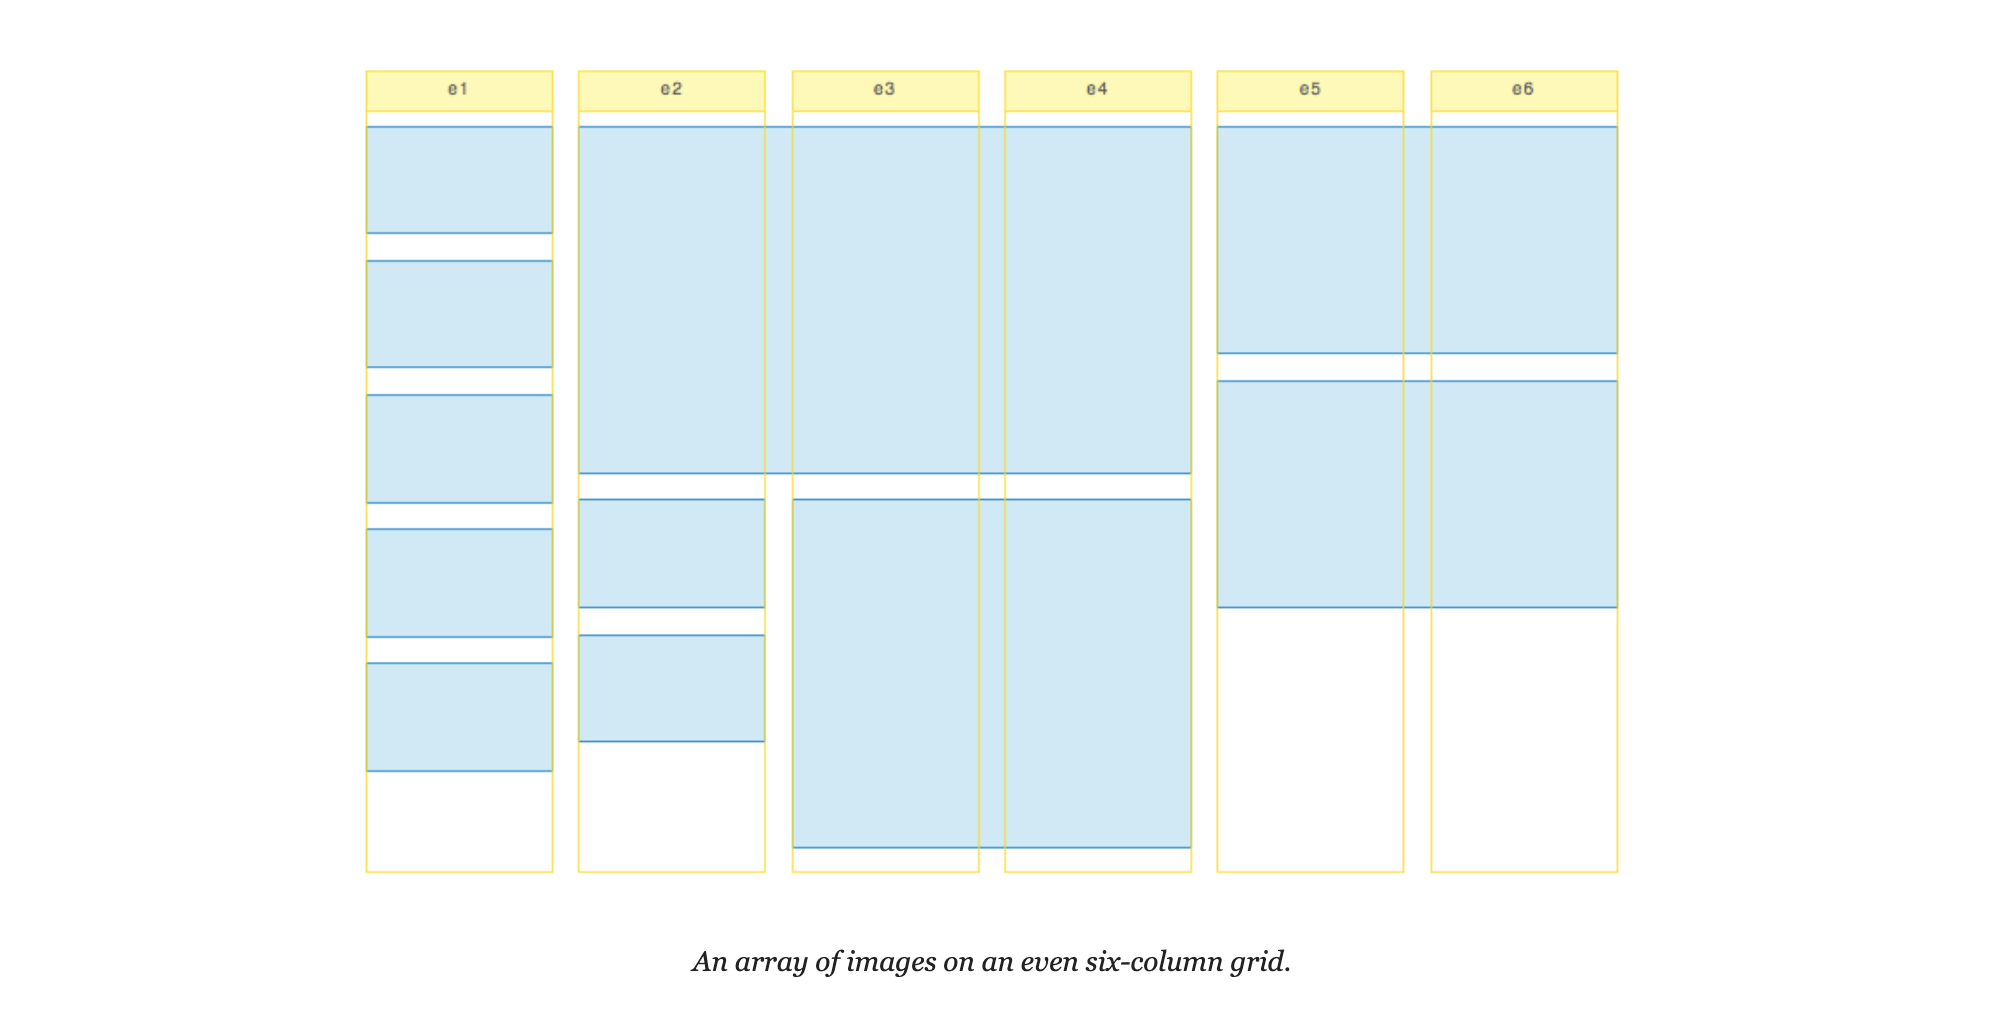 e1 e2 e3 e4 e5 e6
An array of images on an even six-column grid.